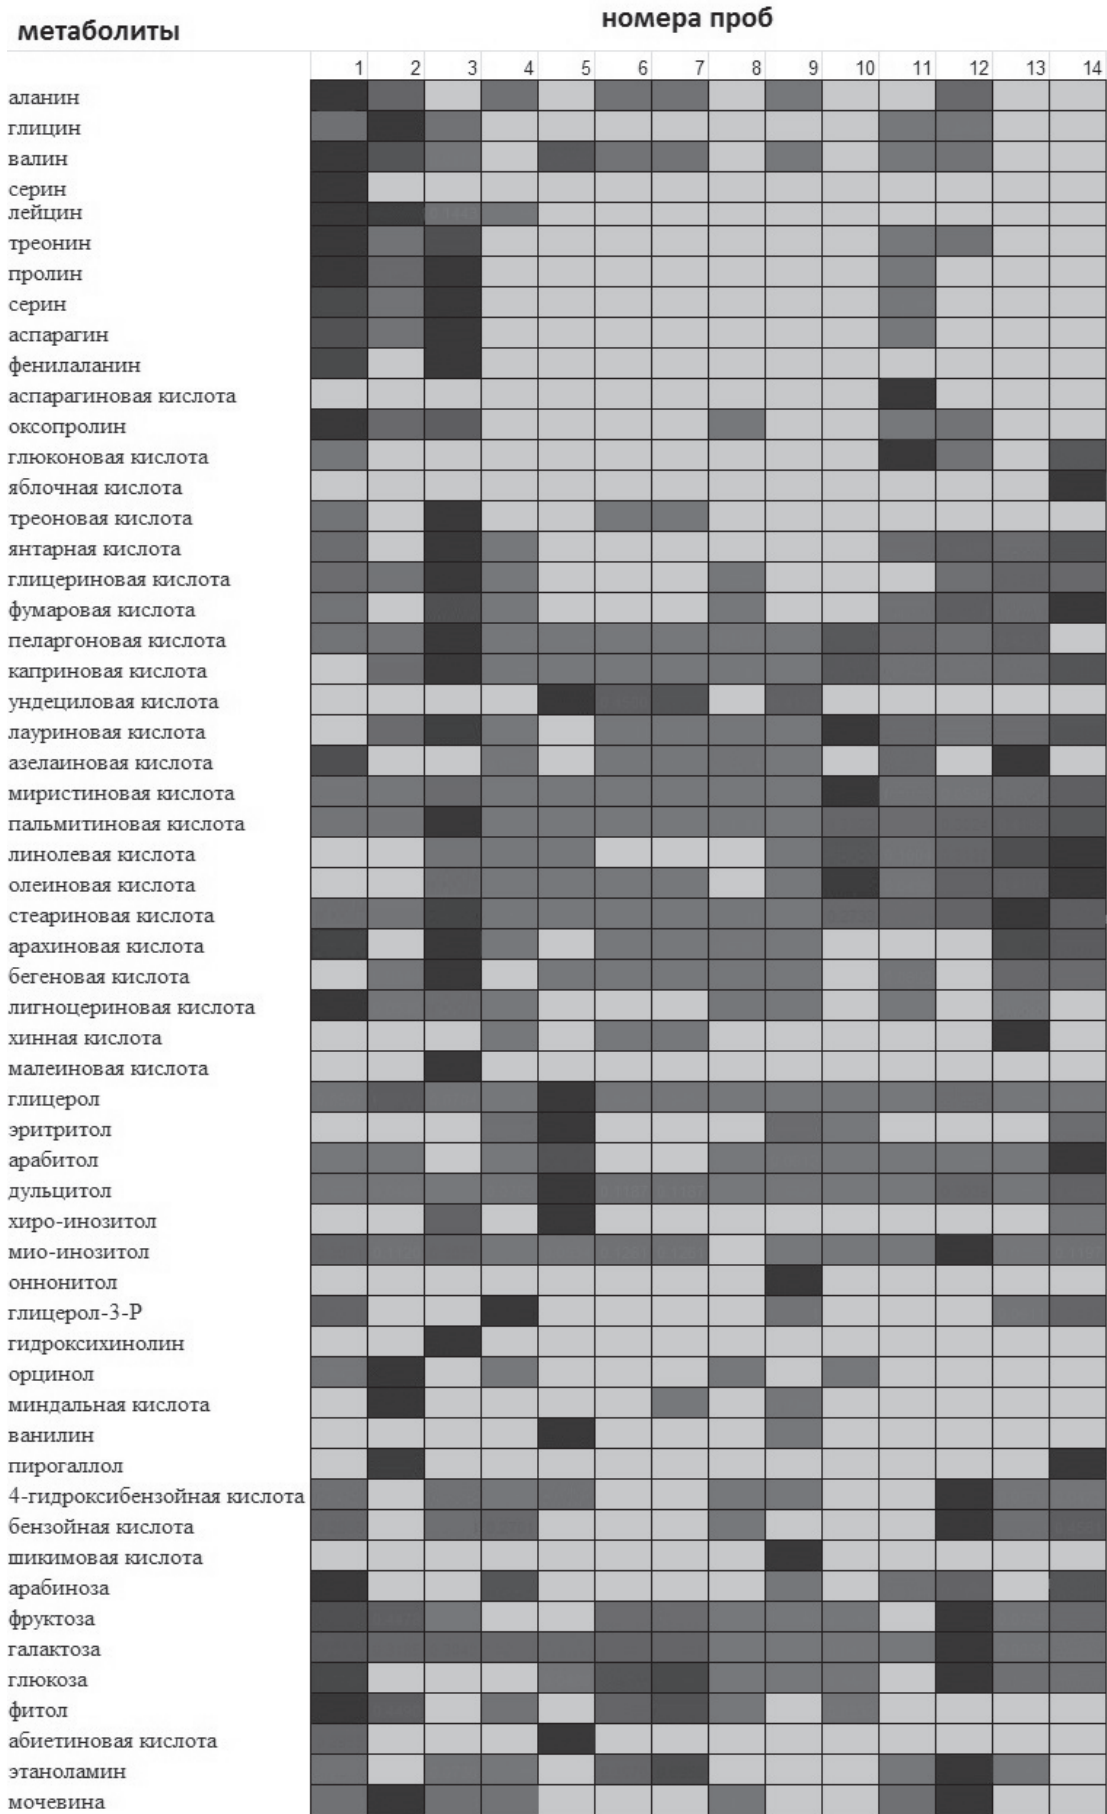 метаболиты
номера проб
1 2 3 4 5 6 7 8 9 10 11 12 13 14
аланин
глицин
валин
серин
лейцин
треонин
пролин
серин
аспарагин
фенилаланин
аспарагиновая кислота
оксопролин
глюконовая кислота
яблочная кислота
треоновая кислота
янтарная кислота
глицериновая кислота
фумаровая кислота
пеларгоновая кислота
каприновая кислота
ундециловая кислота
лауриновая кислота
азелаиновая кислота
миристиновая кислота
пальмитиновая кислота
линолевая кислота
олеиновая кислота
стеариновая кислота
арахиновая кислота
бегеновая кислота
лигноцериновая кислота
хинная кислота
малеиновая кислота
глицерол
эритритол
арабитол
дульцитол
хиро-инозитол
мио-инозитол
оннонитол
глицерол-3-Р
гидроксихинолин
орцинол
миндальная кислота
ванилин
пирогаллол
4-гидроксибензойная кислота
бензойная кислота
шикимовая кислота
арабиноза
фруктоза
галактоза
глюкоза
фитол
абиетиновая кислота
этаноламин
мочевина